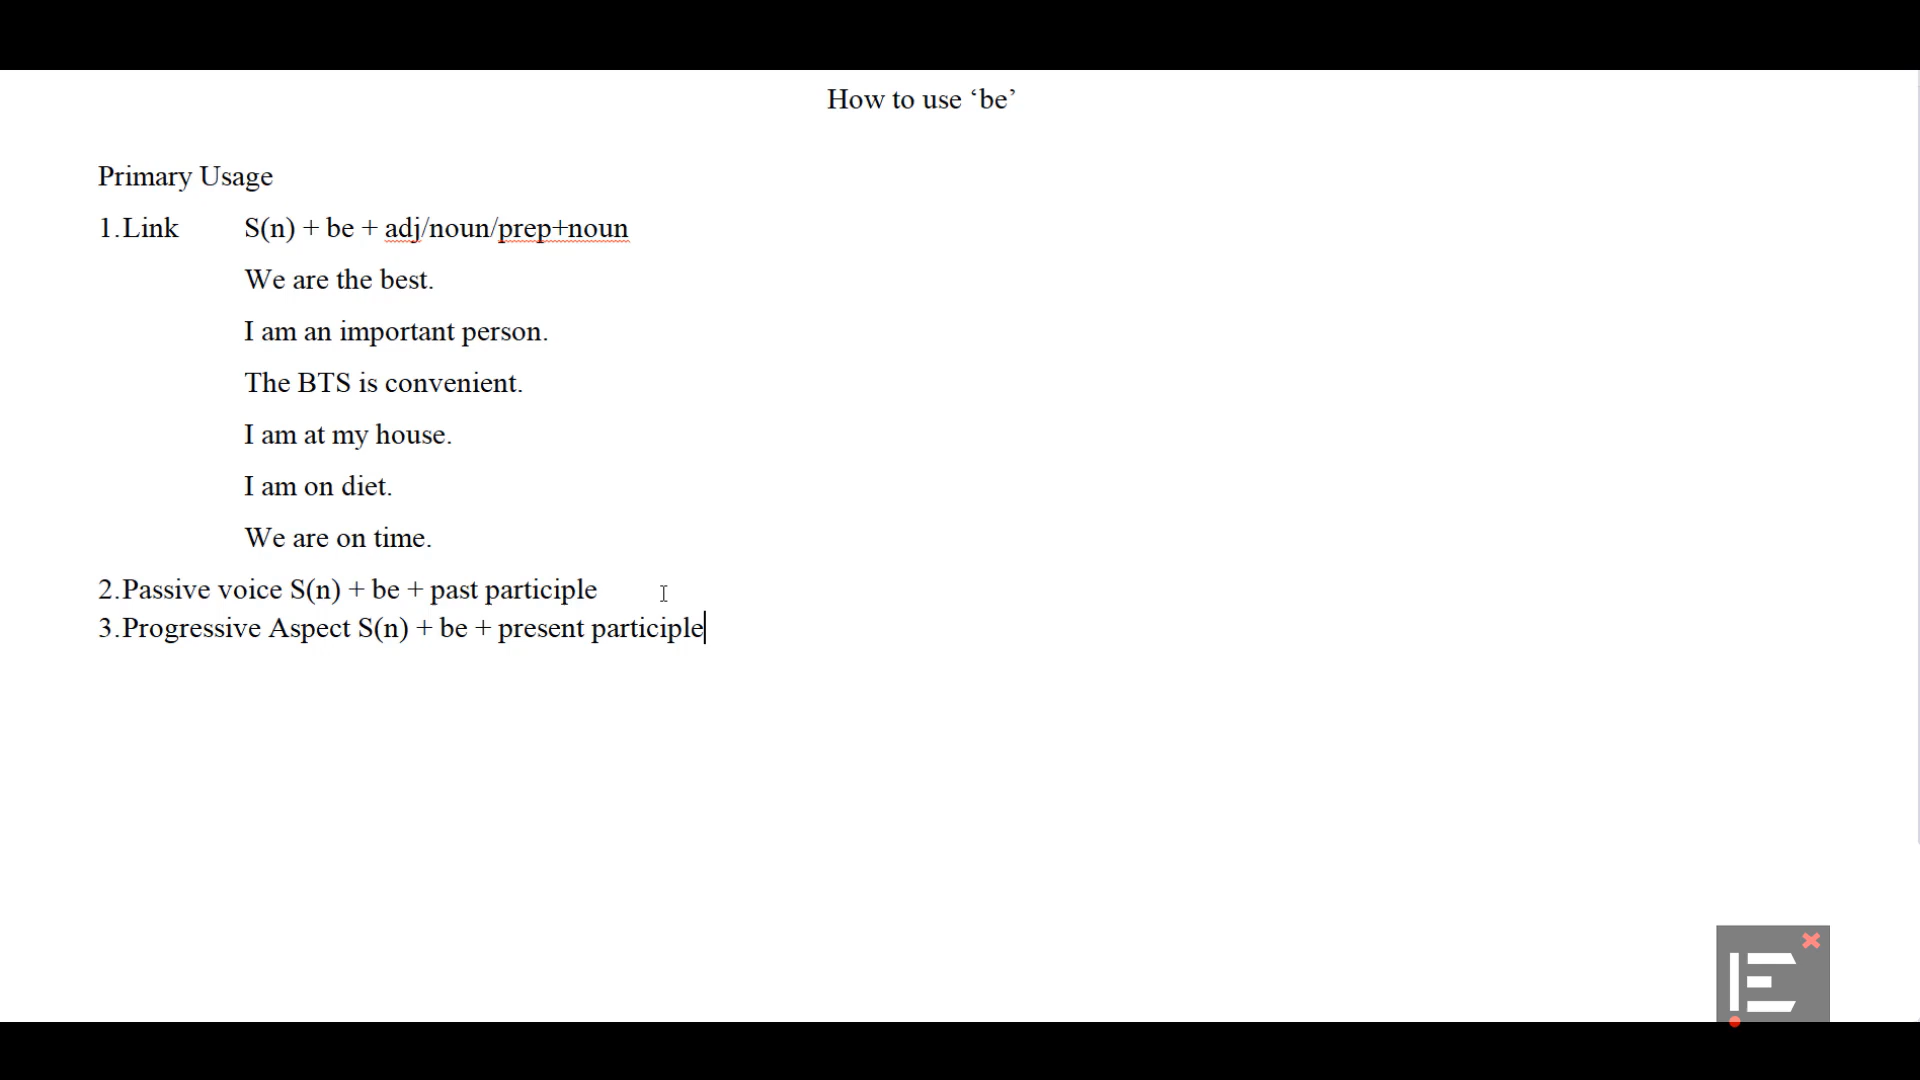 How to use ‘be’
Primary Usage
1.Link S(n) + be + adj/noun/prep+noun
We are the best.
I am an important person.
The BTS is convenient.
I am at my house.
I am on diet.
We are on time.
2.Passive voice S(n) + be + past participle
3.Progressive Aspect S(n) + be + present participle